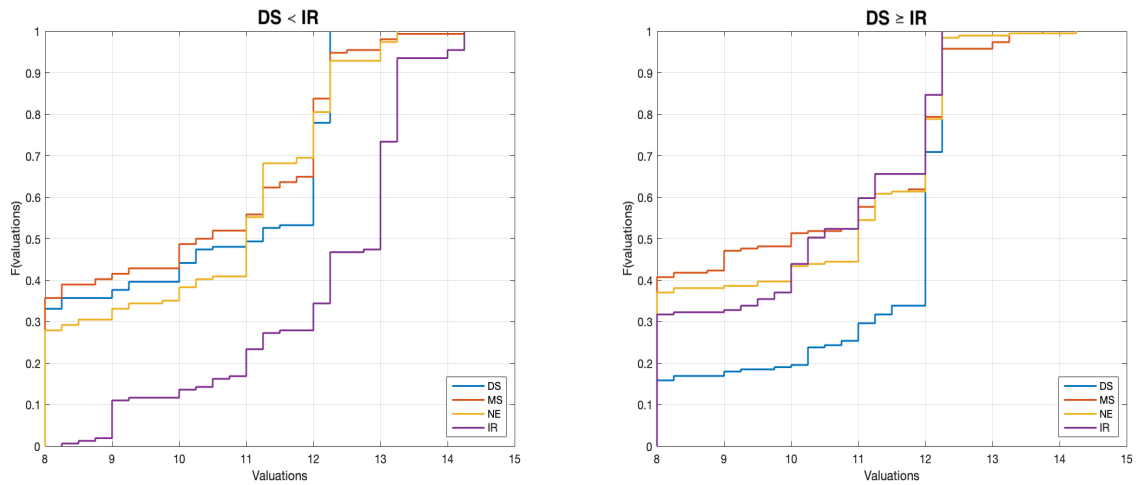 DS < IR
1
0.9
0.8
0.7
0.6
0.5
0.4
0.3
0.2
0.1
0
F(valuations)
8 9 10 11 12 13 14 15
Valuations
DS
MS
NE
IR
DS ≥ IR
1
0.9
0.8
0.7
0.6
0.5
0.4
0.3
0.2
0.1
0
F(valuations)
8 9 10 11 12 13 14 15
Valuations
DS
MS
NE
IR